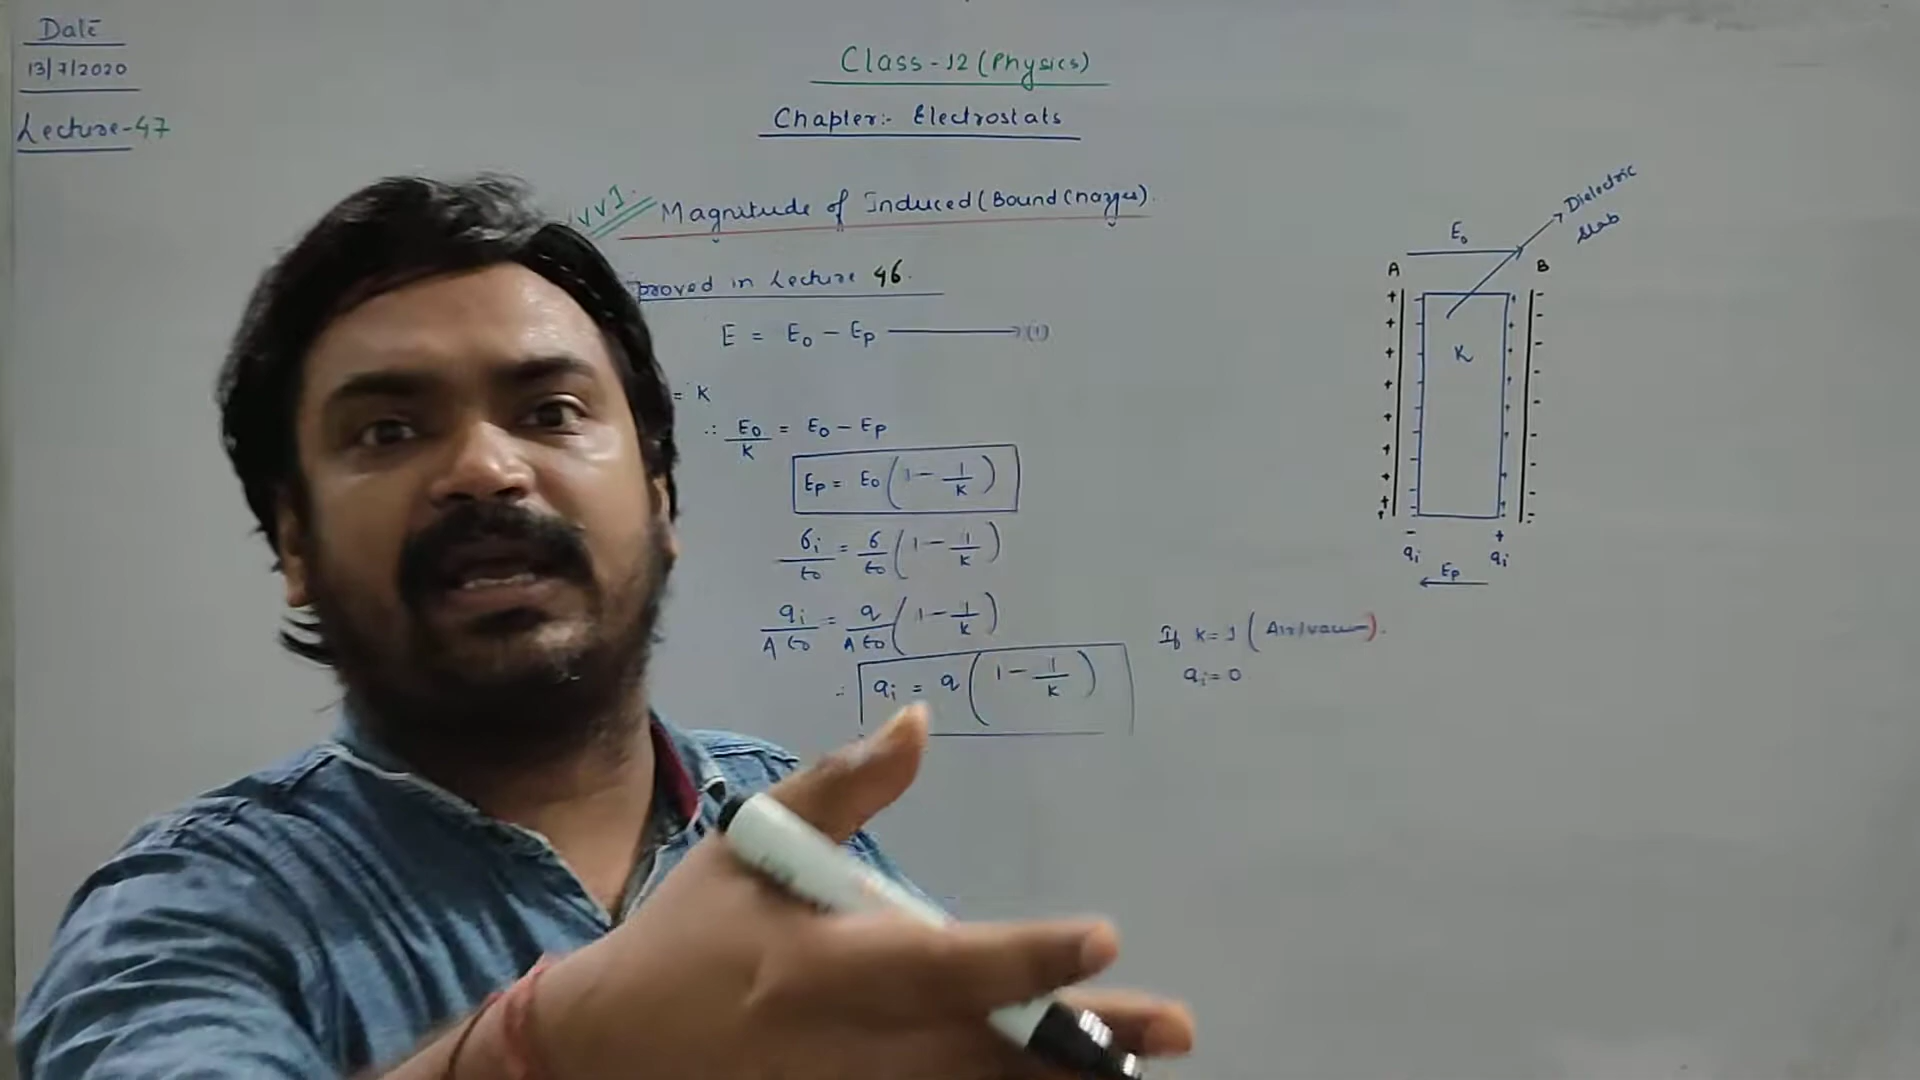 Date
13/7/2020
Lecture-47
Class-12 (Physics)
Chapter:- Electrostats
VVI.
Magnitude of Induced (Bound Charges).
proved in Lecture 46.
E = E₀ − Eₚ ⟶ (1)
= K
∴ E₀/K = E₀ − Eₚ
Eₚ = E₀ (1 − 1/K)
σᵢ/ε₀ = σ/ε₀ (1 − 1/K)
qᵢ/Aε₀ = q/Aε₀ (1 − 1/K)
∴ qᵢ = q (1 − 1/K)
If K=1 (Air/vacuum).
qᵢ = 0
Dielectric
slab
E₀
A B
K
− +
qᵢ qᵢ
Eₚ